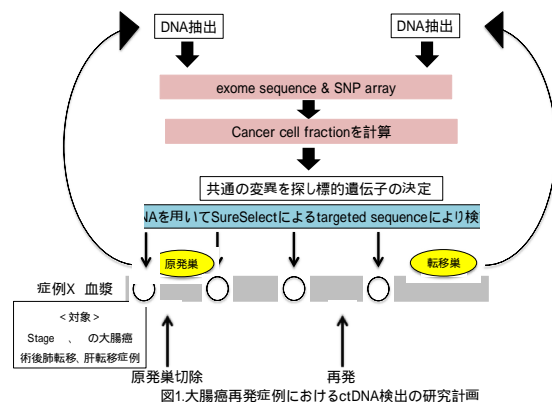 DNA抽出
DNA抽出
exome sequence & SNP array
Cancer cell fractionを計算
共通の変異を探し標的遺伝子の決定
NAを用いてSureSelectによるtargeted sequenceにより検
原発巣
転移巣
症例X 血漿
<対象>
Stage 、 の大腸癌
術後肺転移、肝転移症例
原発巣切除
再発
図1.大腸癌再発症例におけるctDNA検出の研究計画